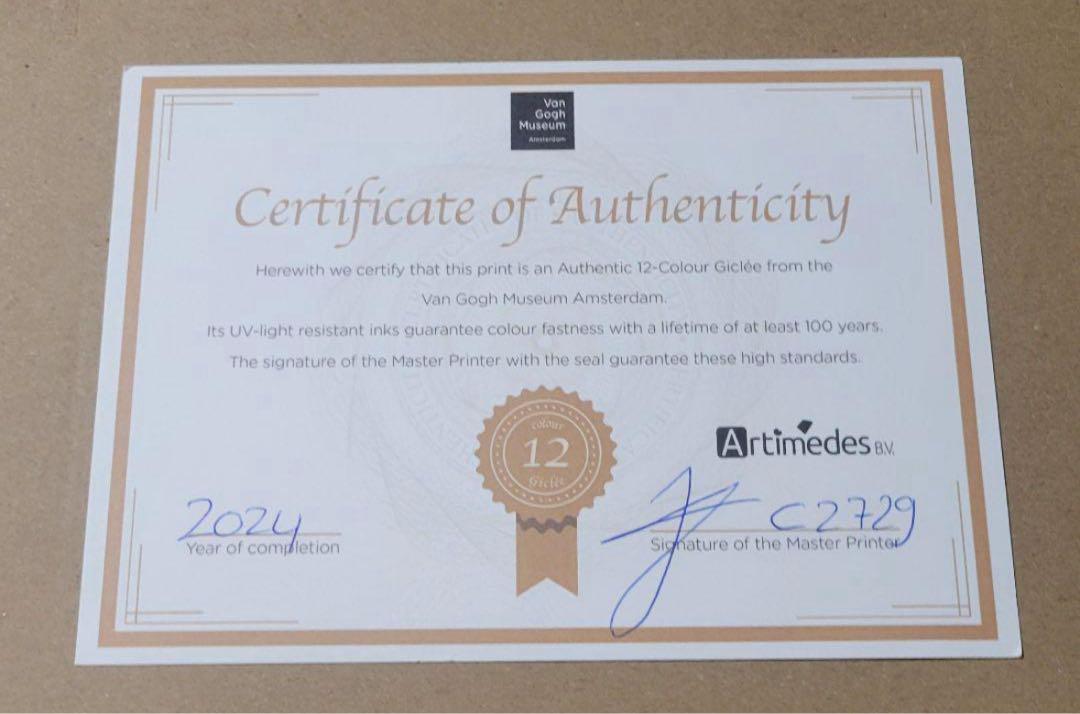 Van
Gogh
Museum
Amsterdam
Certificate of Authenticity
Herewith we certify that this print is an Authentic 12-Colour Giclée from the
Van Gogh Museum Amsterdam.
Its UV-light resistant inks guarantee colour fastness with a lifetime of at least 100 years.
The signature of the Master Printer with the seal guarantee these high standards.
colour
12
Giclée
Artimedes B.V.
2024
Year of completion
C2729
Signature of the Master Printer